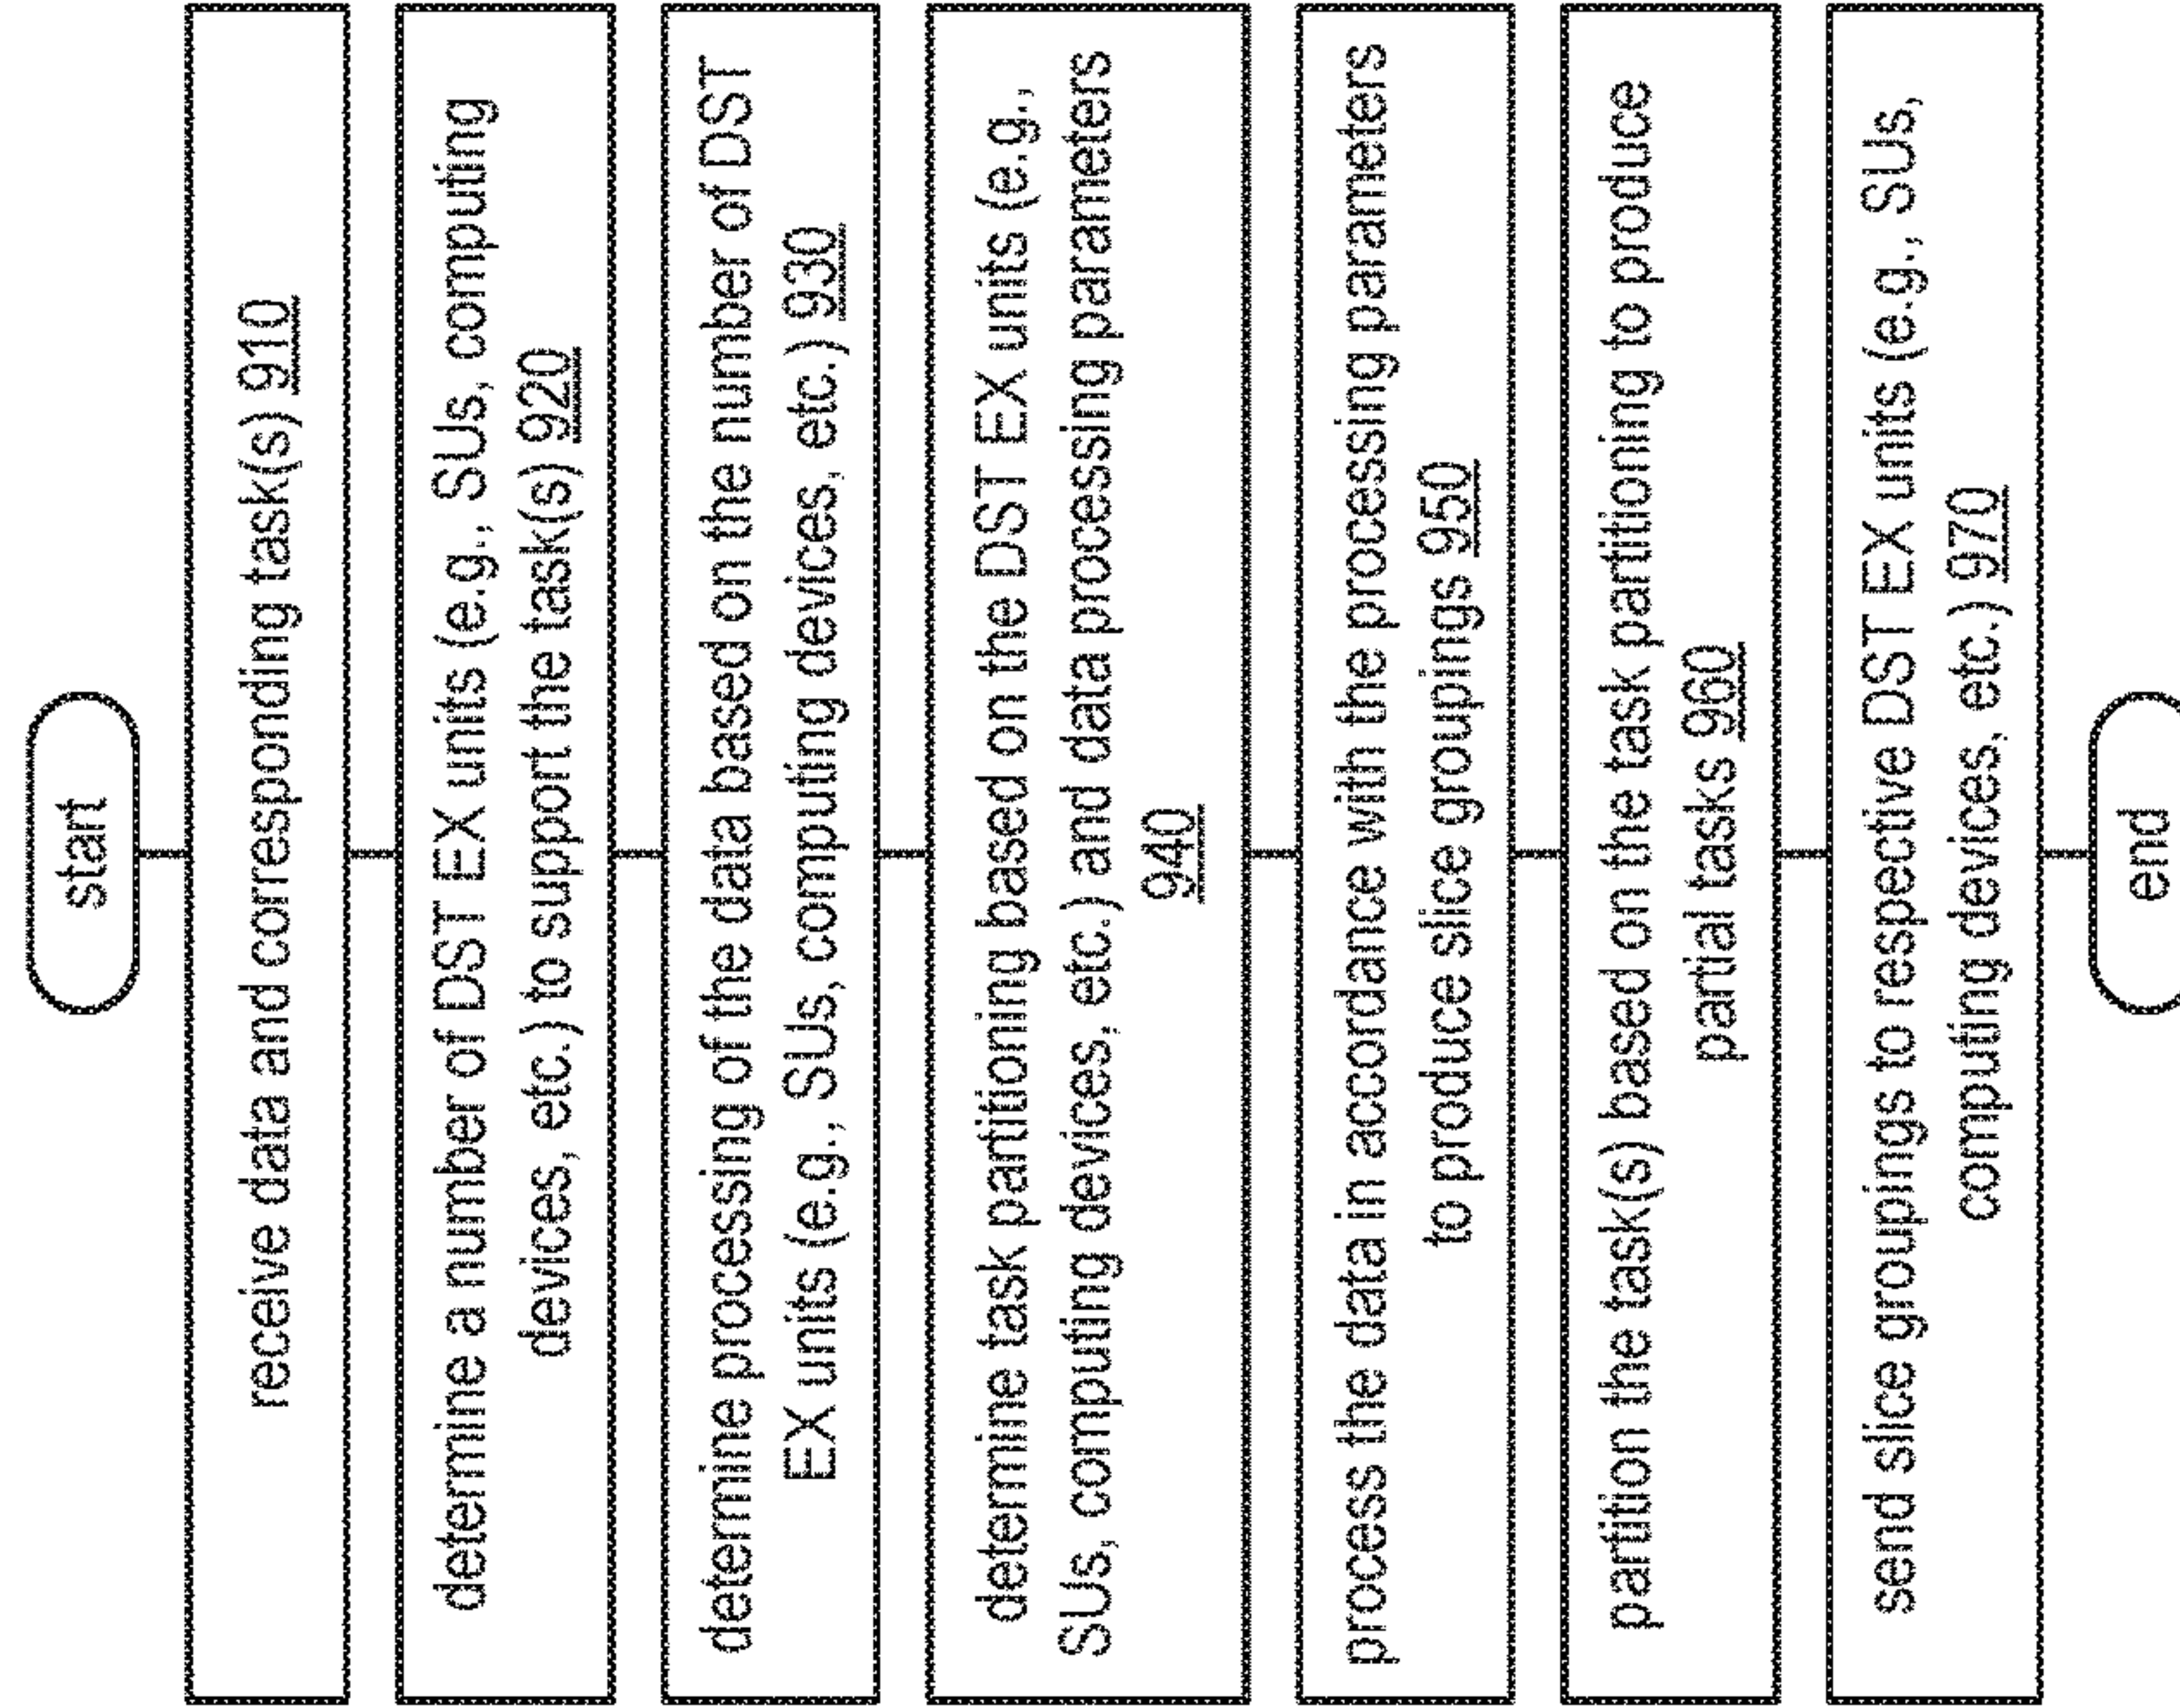 start
receive data and corresponding task(s) 910
determine a number of DST EX units (e.g., SUs, computing
devices, etc.) to support the task(s) 920
determine processing of the data based on the number of DST
EX units (e.g., SUs, computing devices, etc.) 930
determine task partitioning based on the DST EX units (e.g.,
SUs, computing devices, etc.) and data processing parameters
940
process the data in accordance with the processing parameters
to produce slice groupings 950
partition the task(s) based on the task partitioning to produce
partial tasks 960
send slice groupings to respective DST EX units (e.g., SUs,
computing devices, etc.) 970
end